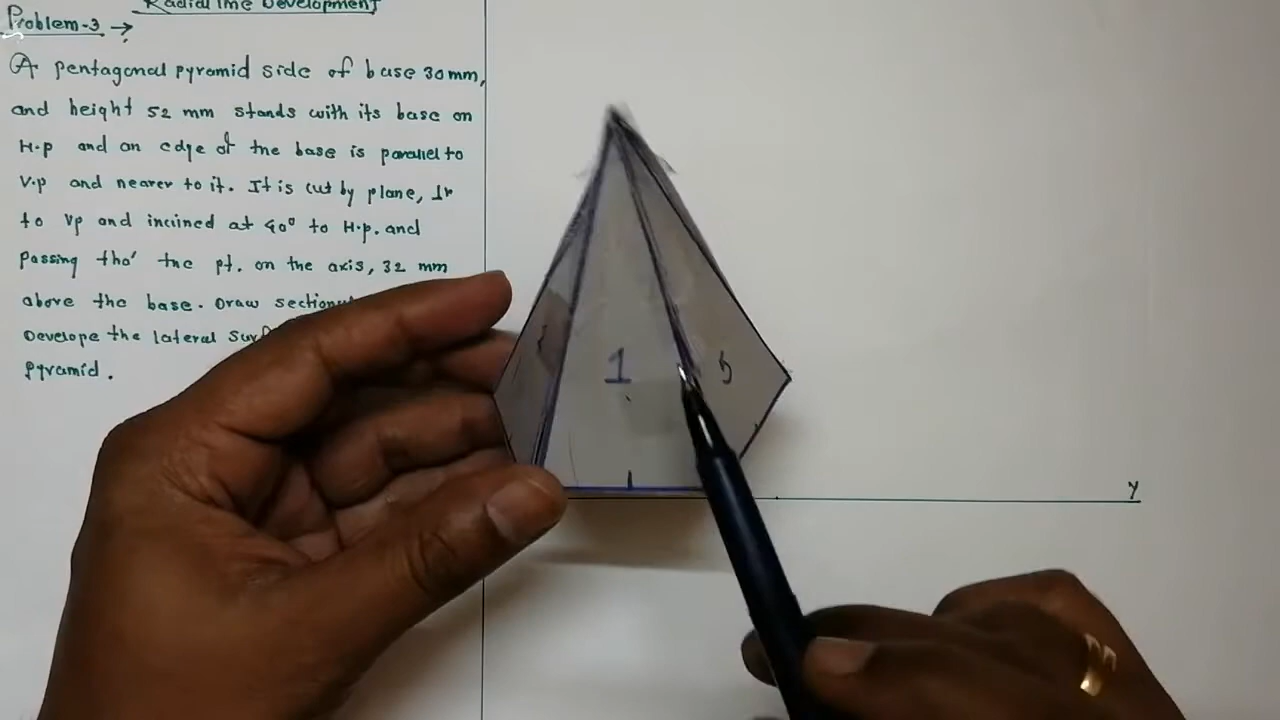 Radial line Development
Problem-3 →
A pentagonal pyramid side of base 30mm,
and height 52 mm stands with its base on
H.p and an edge of the base is parallel to
V.p and nearer to it. It is cut by plane, ⊥r
to Vp and inclined at 40° to H.p. and
Passing tho' the pt. on the axis, 32 mm
above the base. Draw section
Develope the lateral
pyramid.
1
5
y